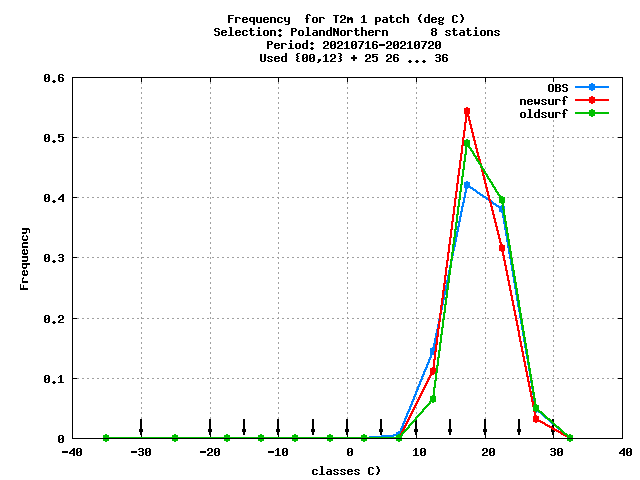 Frequency  for T2m 1 patch (deg C)
Selection: PolandNorthern      8 stations
Period: 20210716-20210720
Used {00,12} + 25 26 ... 36
OBS
newsurf
oldsurf
0.6
0.5
0.4
0.3
0.2
0.1
0
Frequency
-40 -30 -20 -10 0 10 20 30 40
classes C)